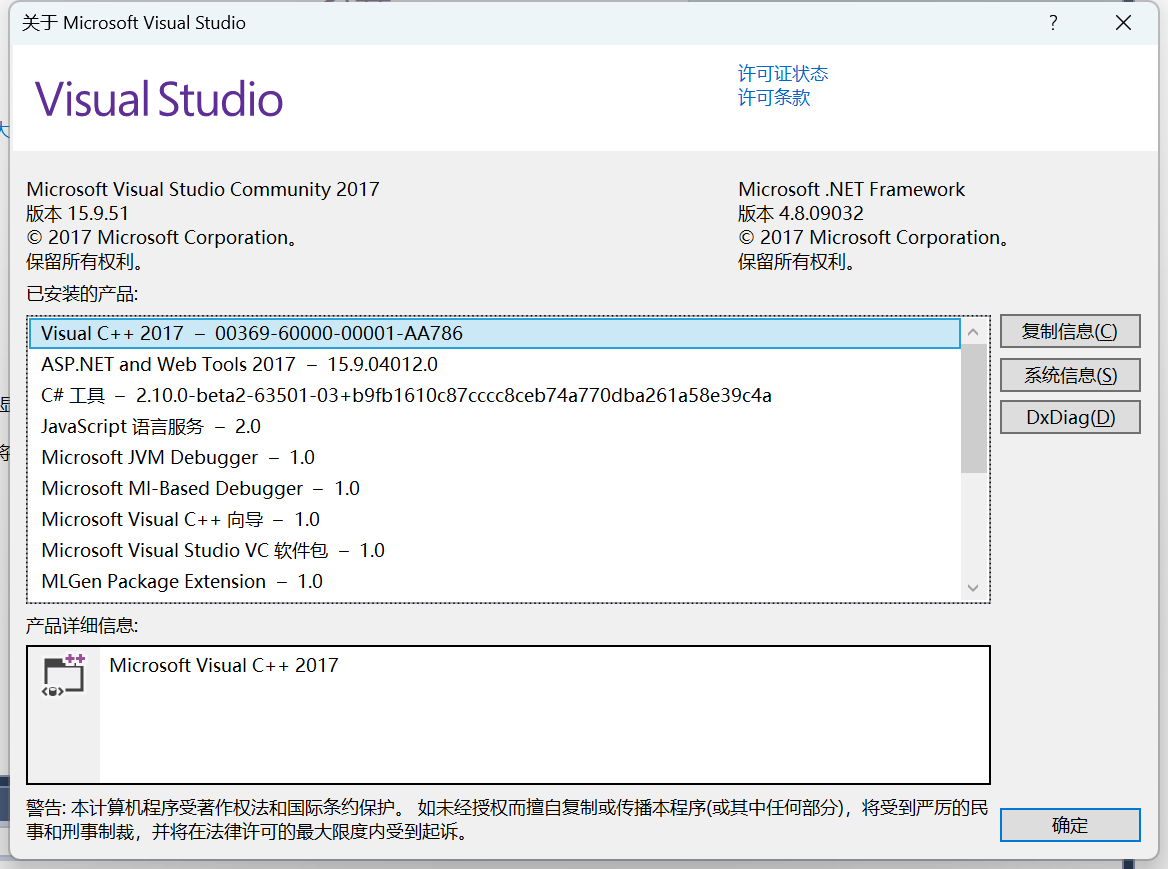 关于 Microsoft Visual Studio
?
Visual Studio
许可证状态
许可条款
Microsoft Visual Studio Community 2017
版本 15.9.51
© 2017 Microsoft Corporation。
保留所有权利。
Microsoft .NET Framework
版本 4.8.09032
© 2017 Microsoft Corporation。
保留所有权利。
已安装的产品:
Visual C++ 2017 – 00369-60000-00001-AA786
ASP.NET and Web Tools 2017 – 15.9.04012.0
C# 工具 – 2.10.0-beta2-63501-03+b9fb1610c87cccc8ceb74a770dba261a58e39c4a
JavaScript 语言服务 – 2.0
Microsoft JVM Debugger – 1.0
Microsoft MI-Based Debugger – 1.0
Microsoft Visual C++ 向导 – 1.0
Microsoft Visual Studio VC 软件包 – 1.0
MLGen Package Extension – 1.0
复制信息(C)
系统信息(S)
DxDiag(D)
产品详细信息:
Microsoft Visual C++ 2017
警告: 本计算机程序受著作权法和国际条约保护。 如未经授权而擅自复制或传播本程序(或其中任何部分)，将受到严厉的民
事和刑事制裁，并将在法律许可的最大限度内受到起诉。
确定